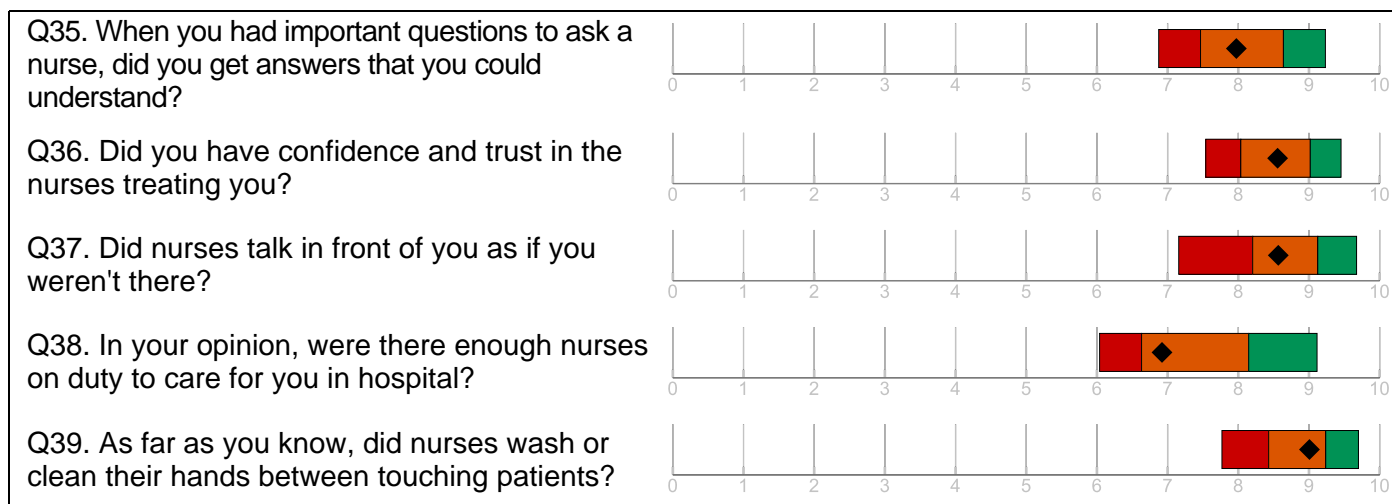 Q35. When you had important questions to ask a
nurse, did you get answers that you could
understand?
0 1 2 3 4 5 6 7 8 9 10
Q36. Did you have confidence and trust in the
nurses treating you?
0 1 2 3 4 5 6 7 8 9 10
Q37. Did nurses talk in front of you as if you
weren't there?
0 1 2 3 4 5 6 7 8 9 10
Q38. In your opinion, were there enough nurses
on duty to care for you in hospital?
0 1 2 3 4 5 6 7 8 9 10
Q39. As far as you know, did nurses wash or
clean their hands between touching patients?
0 1 2 3 4 5 6 7 8 9 10